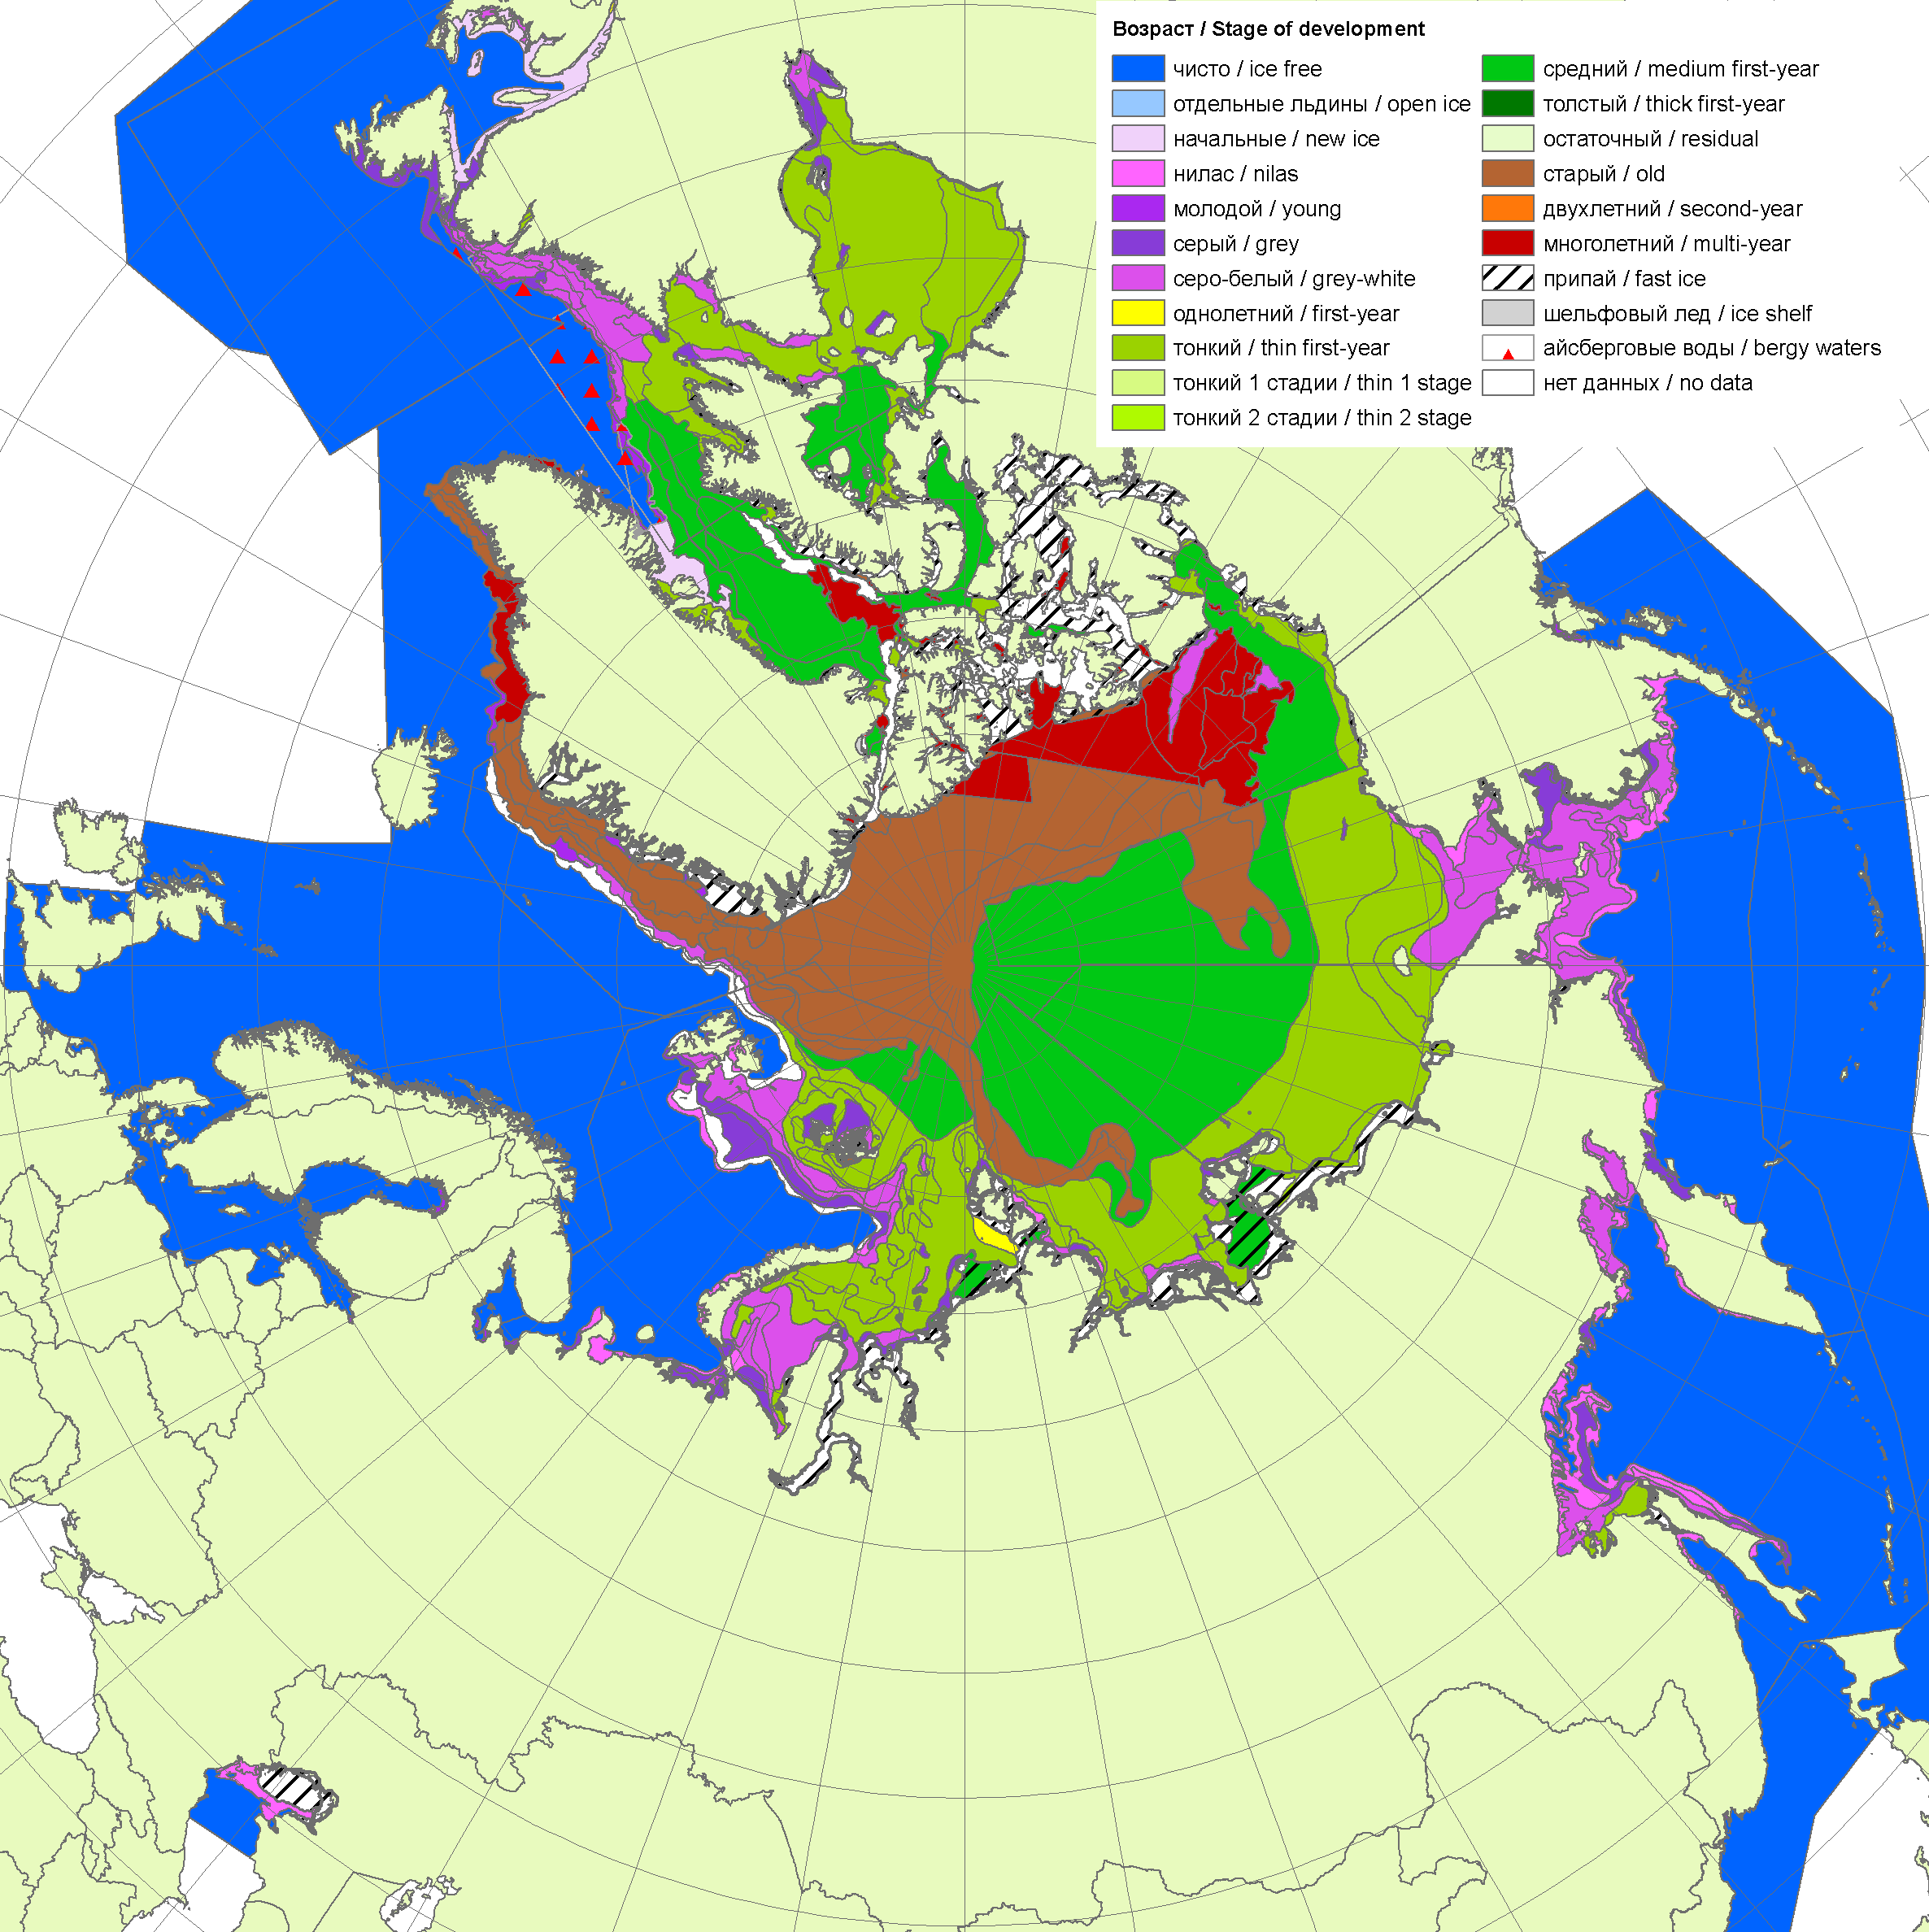 Возраст / Stage of development
чисто / ice free
отдельные льдины / open ice
начальные / new ice
нилас / nilas
молодой / young
серый / grey
серо-белый / grey-white
однолетний / first-year
тонкий / thin first-year
тонкий 1 стадии / thin 1 stage
тонкий 2 стадии / thin 2 stage
средний / medium first-year
толстый / thick first-year
остаточный / residual
старый / old
двухлетний / second-year
многолетний / multi-year
припай / fast ice
шельфовый лед / ice shelf
айсберговые воды / bergy waters
нет данных / no data